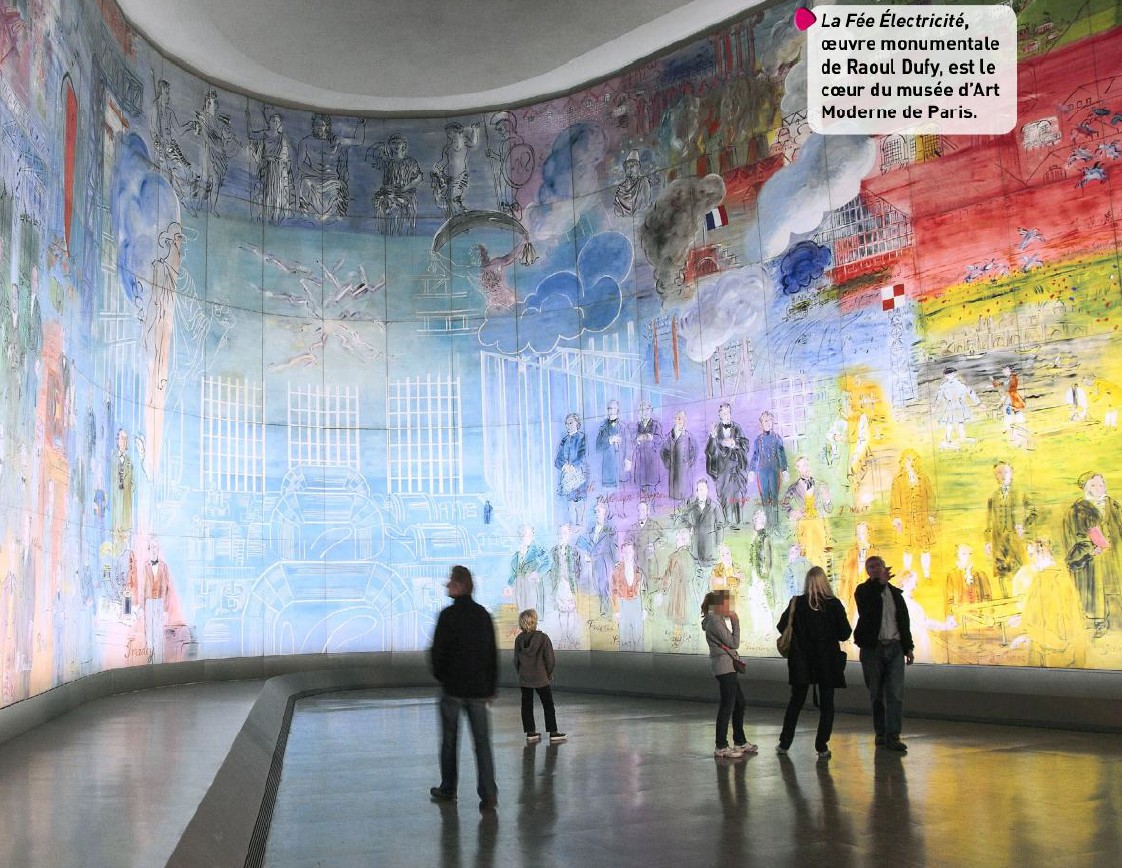 La Fée Électricité,
œuvre monumentale
de Raoul Dufy, est le
cœur du musée d'Art
Moderne de Paris.